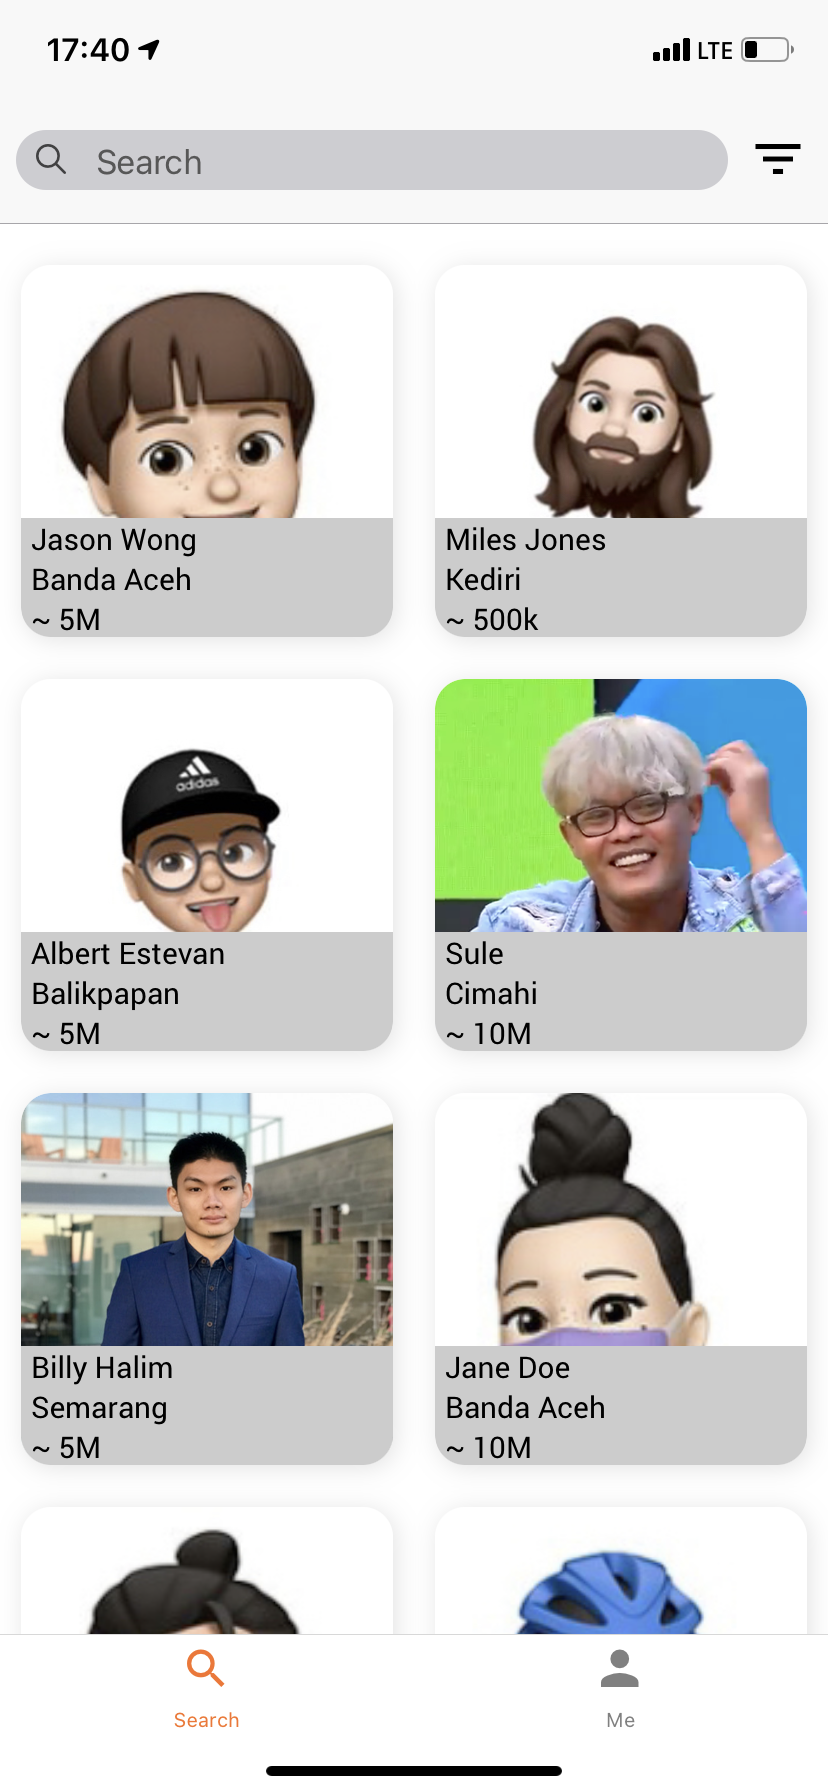 17:40
LTE
Search
Jason Wong
Banda Aceh
~ 5M
Miles Jones
Kediri
~ 500k
adidas
Albert Estevan
Balikpapan
~ 5M
Sule
Cimahi
~ 10M
Billy Halim
Semarang
~ 5M
Jane Doe
Banda Aceh
~ 10M
Search
Me